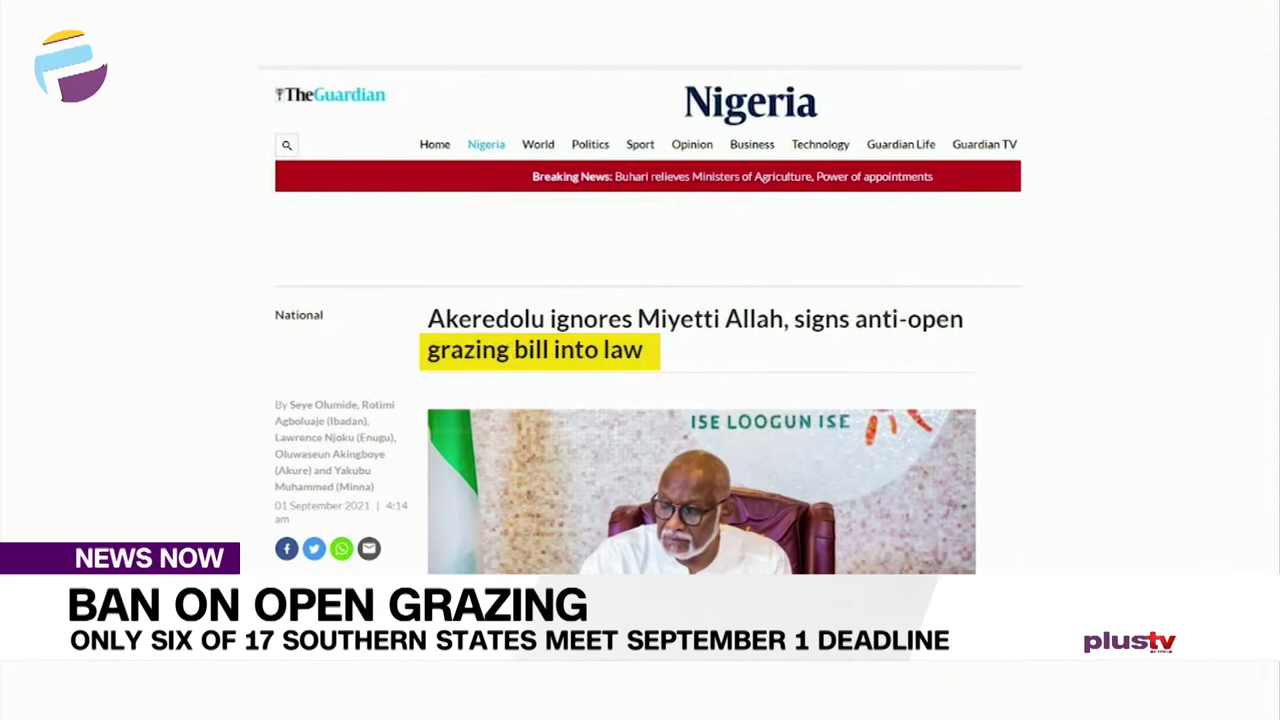 TheGuardian
Nigeria
Home Nigeria World Politics Sport Opinion Business Technology Guardian Life Guardian TV
Breaking News: Buhari relieves Ministers of Agriculture, Power of appointments
National
Akeredolu ignores Miyetti Allah, signs anti-open
grazing bill into law
By Seye Olumide, Rotimi
Agboluaje (Ibadan),
Lawrence Njoku (Enugu),
Oluwaseun Akingboye
(Akure) and Yakubu
Muhammed (Minna)
01 September 2021 | 4:14
am
ISE LOOGUN ISE
NEWS NOW
BAN ON OPEN GRAZING
ONLY SIX OF 17 SOUTHERN STATES MEET SEPTEMBER 1 DEADLINE
plustv